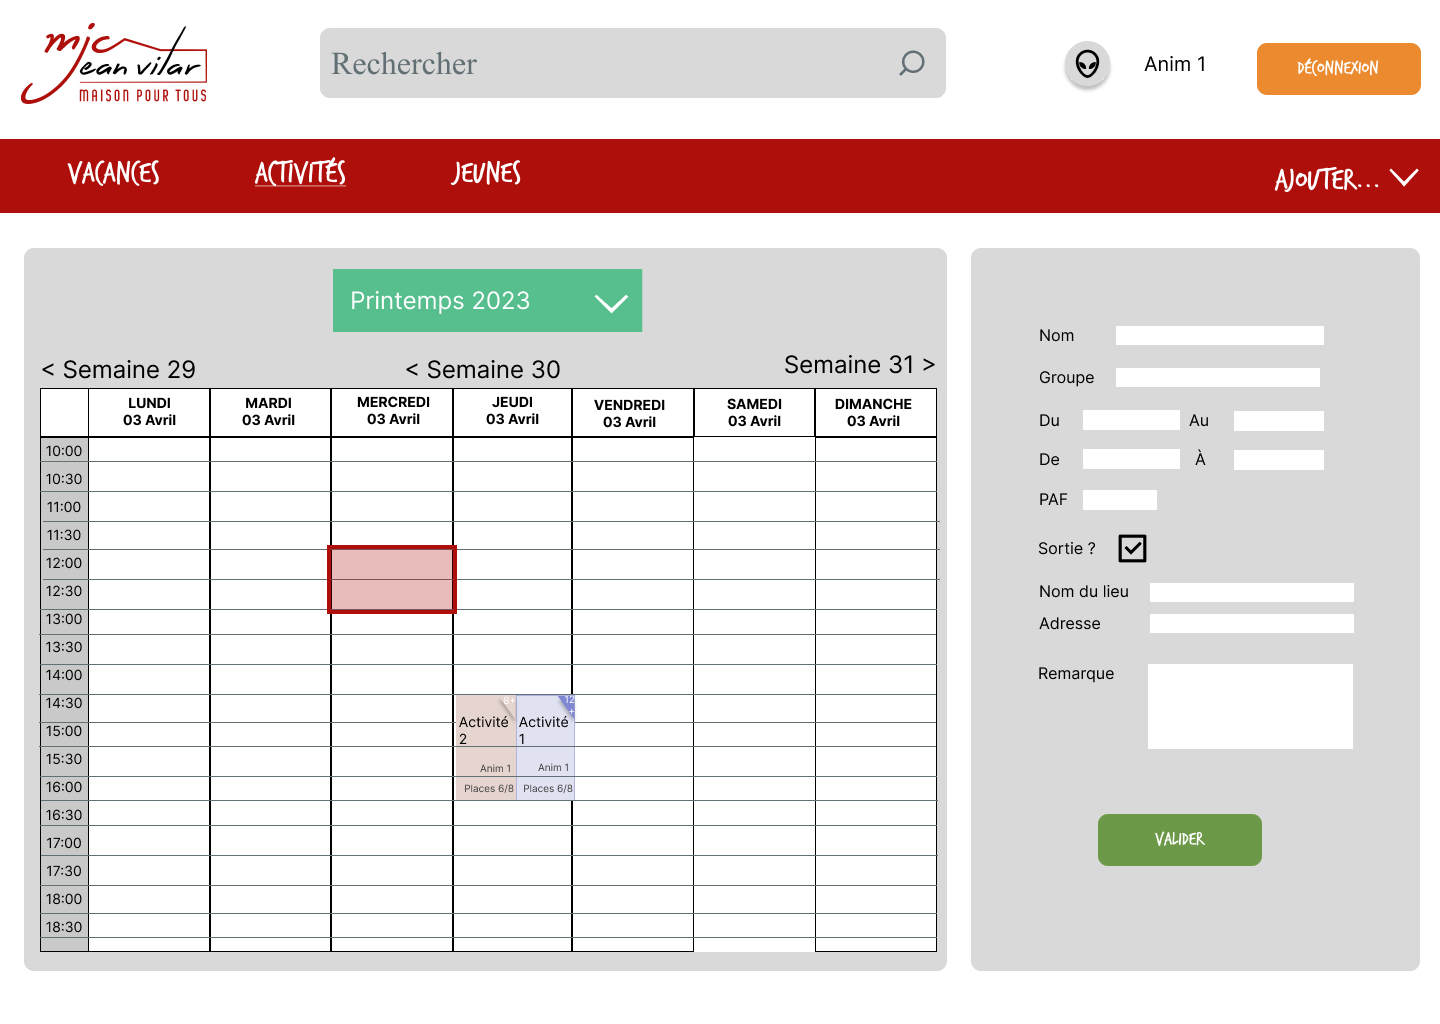 mjc
Jean vilar
MAISON POUR TOUS
Rechercher
Anim 1
DÉCONNEXION
VACANCES
ACTIVITÉS
JEUNES
AJOUTER...
Printemps 2023
< Semaine 29
< Semaine 30
Semaine 31 >
LUNDI
03 Avril
MARDI
03 Avril
MERCREDI
03 Avril
JEUDI
03 Avril
VENDREDI
03 Avril
SAMEDI
03 Avril
DIMANCHE
03 Avril
10:00
10:30
11:00
11:30
12:00
12:30
13:00
13:30
14:00
14:30
15:00
15:30
16:00
16:30
17:00
17:30
18:00
18:30
Activité
2
Anim 1
Places 6/8
12
+
Activité
1
Anim 1
Places 6/8
Nom
Groupe
Du
Au
De
À
PAF
Sortie ?
Nom du lieu
Adresse
Remarque
VALIDER